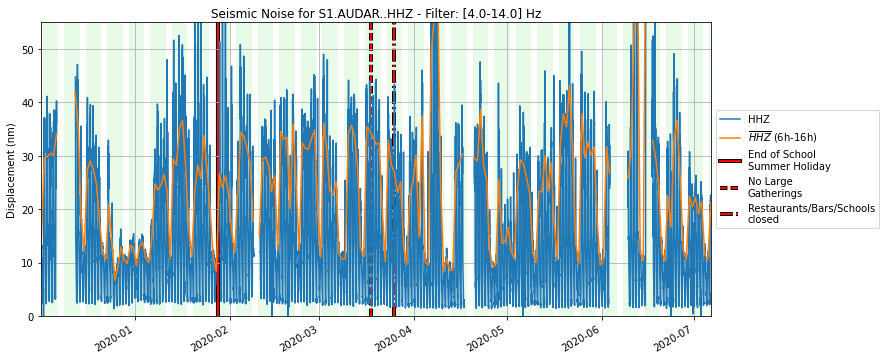 Seismic Noise for S1.AUDAR..HHZ - Filter: [4.0-14.0] Hz
Displacement (nm)
50
40
30
20
10
0
2020-01
2020-02
2020-03
2020-04
2020-05
2020-06
2020-07
HHZ
HHZ (6h-16h)
End of School
Summer Holiday
No Large
Gatherings
Restaurants/Bars/Schools
closed